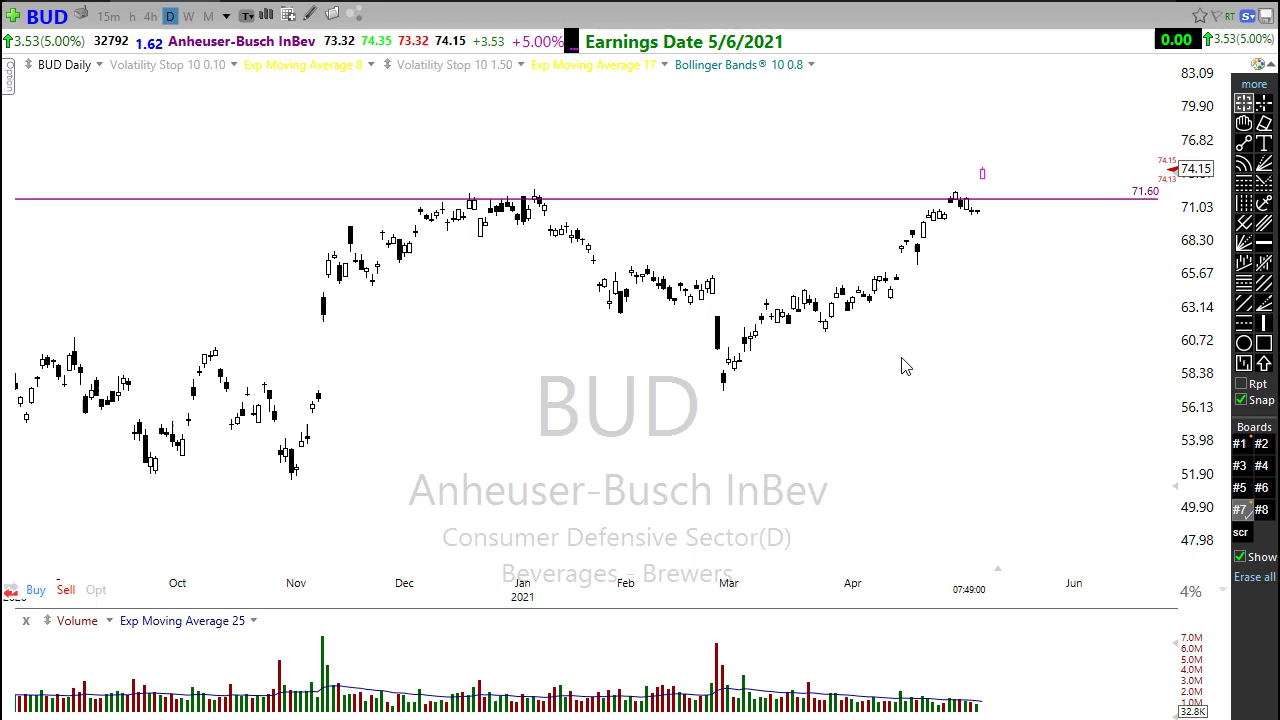 BUD 15m h 4h D W M T RT S
3.53(5.00%) 32792 1.62 Anheuser-Busch InBev 73.32 74.35 73.32 74.15 +3.53 +5.00% Earnings Date 5/6/2021 0.00 3.53(5.00%)
Option
BUD Daily Volatility Stop 10 0.10 Exp Moving Average 8 Volatility Stop 10 1.50 Exp Moving Average 17 Bollinger Bands® 10 0.8
83.09
79.90
76.82
74.15
74.15
74.13
71.60
71.03
68.30
65.67
63.14
60.72
58.38
56.13
53.98
51.90
49.90
47.98
BUD
Anheuser-Busch InBev
Consumer Defensive Sector(D)
Beverages - Brewers
Oct Nov Dec Jan Feb Mar Apr Jun
2021 07:49:00
Buy Sell Opt
4%
x Volume Exp Moving Average 25
7.0M
6.0M
5.0M
4.0M
3.0M
2.0M
1.0M
32.8K
more
T
Rpt
Snap
Boards
#1 #2
#3 #4
#5 #6
#7 #8
scr
Show
Erase all